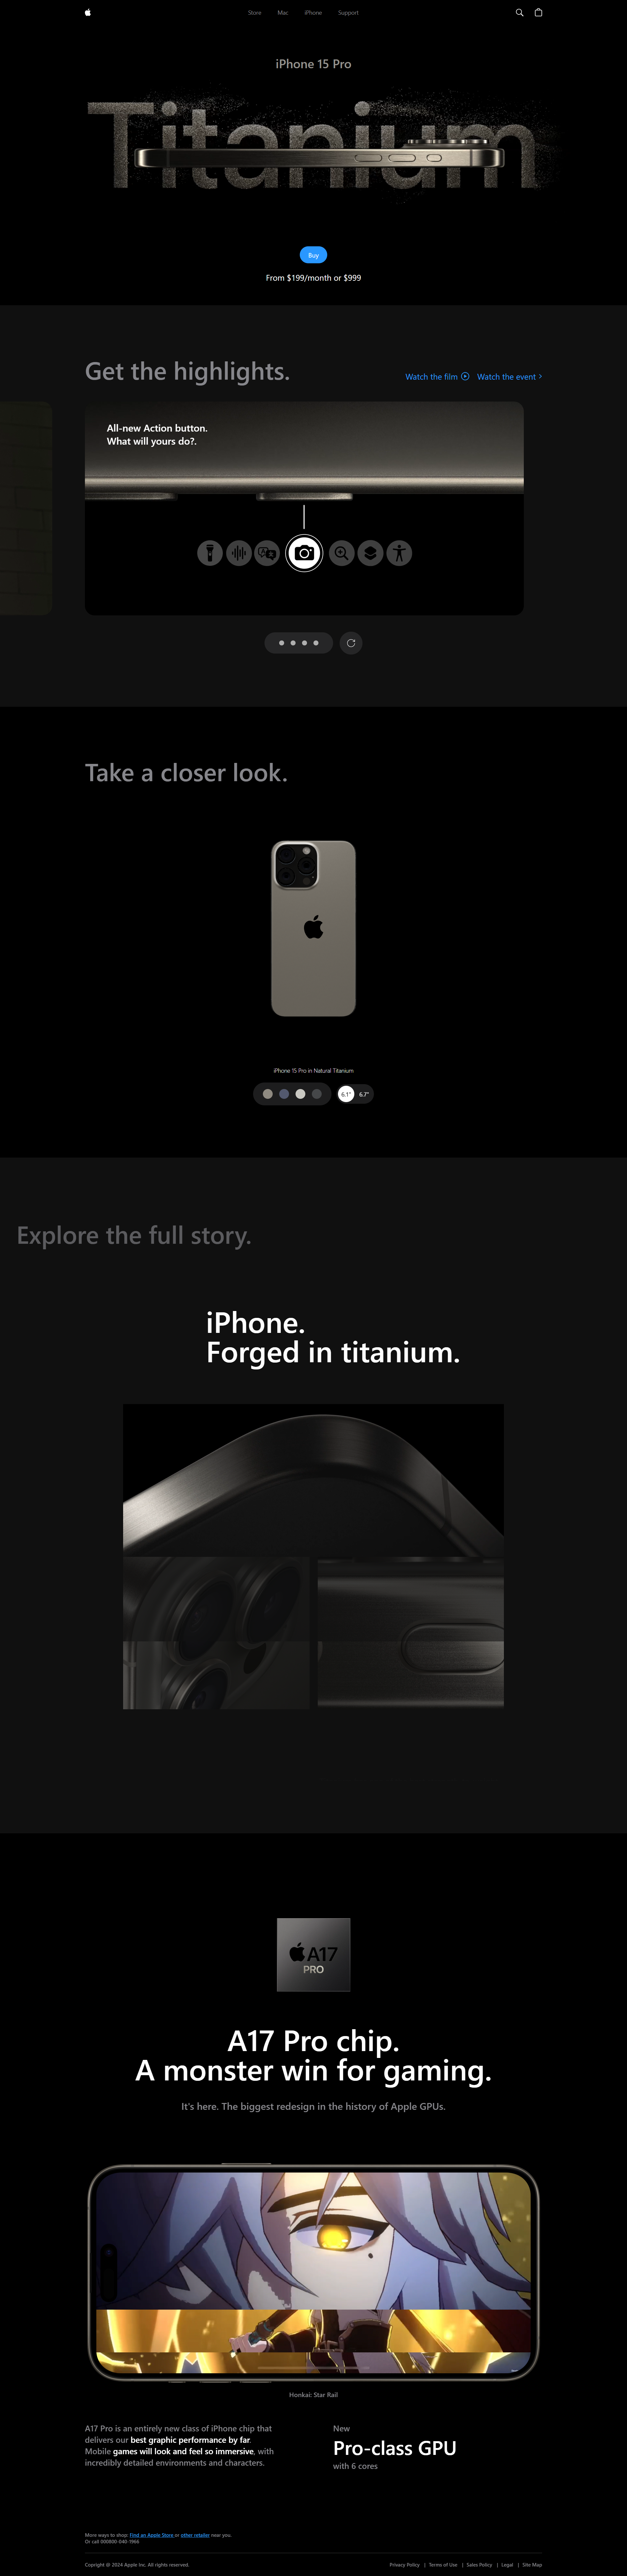 Store Mac iPhone Support
iPhone 15 Pro
Titanium
Buy
From $199/month or $999
Get the highlights.
Watch the film Watch the event
All-new Action button.
What will yours do?.
Take a closer look.
iPhone 15 Pro in Natural Titanium
6.1" 6.7"
Explore the full story.
iPhone.
Forged in titanium.
A17
PRO
A17 Pro chip.
A monster win for gaming.
It's here. The biggest redesign in the history of Apple GPUs.
Honkai: Star Rail
A17 Pro is an entirely new class of iPhone chip that
delivers our best graphic performance by far.
Mobile games will look and feel so immersive, with
incredibly detailed environments and characters.
New
Pro-class GPU
with 6 cores
More ways to shop: Find an Apple Store or other retailer near you.
Or call 000800-040-1966
Copright © 2024 Apple Inc. All rights reserved.
Privacy Policy | Terms of Use | Sales Policy | Legal | Site Map